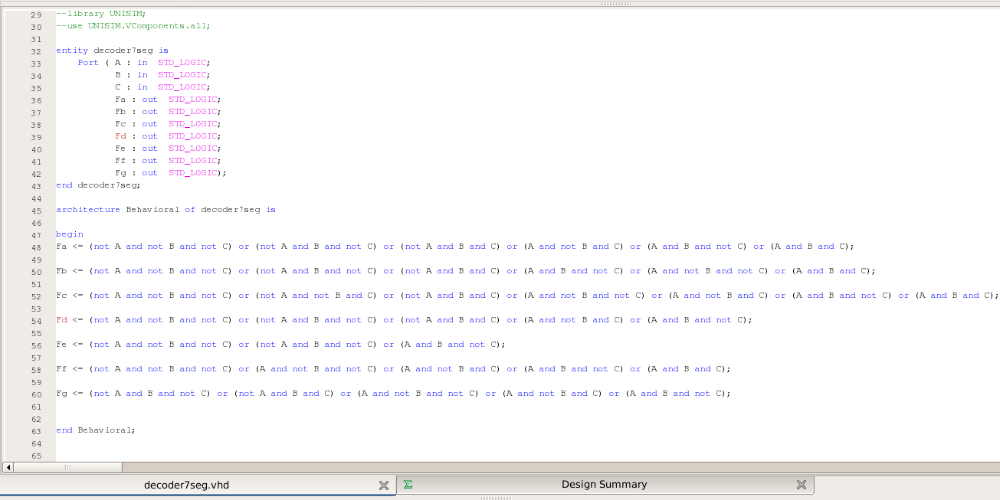 29 --library UNISIM;
30 --use UNISIM.VComponents.all;
31
32 entity decoder7seg is
33 Port ( A : in STD_LOGIC;
34 B : in STD_LOGIC;
35 C : in STD_LOGIC;
36 Fa : out STD_LOGIC;
37 Fb : out STD_LOGIC;
38 Fc : out STD_LOGIC;
39 Fd : out STD_LOGIC;
40 Fe : out STD_LOGIC;
41 Ff : out STD_LOGIC;
42 Fg : out STD_LOGIC);
43 end decoder7seg;
44
45 architecture Behavioral of decoder7seg is
46
47 begin
48 Fa <= (not A and not B and not C) or (not A and B and not C) or (not A and B and C) or (A and not B and C) or (A and B and not C) or (A and B and C);
49
50 Fb <= (not A and not B and not C) or (not A and B and not C) or (not A and B and C) or (A and B and not C) or (A and not B and not C) or (A and B and C);
51
52 Fc <= (not A and not B and not C) or (not A and not B and C) or (not A and B and C) or (A and not B and not C) or (A and not B and C) or (A and B and not C) or (A and B and C);
53
54 Fd <= (not A and not B and not C) or (not A and B and not C) or (not A and B and C) or (A and not B and C) or (A and B and not C);
55
56 Fe <= (not A and not B and not C) or (not A and B and not C) or (A and B and not C);
57
58 Ff <= (not A and not B and not C) or (A and not B and not C) or (A and not B and C) or (A and B and not C) or (A and B and C);
59
60 Fg <= (not A and B and not C) or (not A and B and C) or (A and not B and not C) or (A and not B and C) or (A and B and not C);
61
62
63 end Behavioral;
64
65
decoder7seg.vhd Design Summary